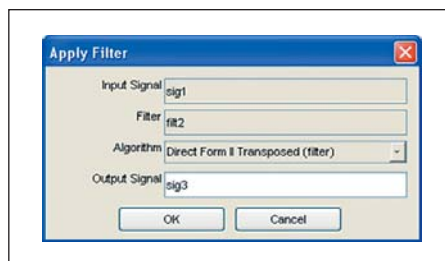 Apply Filter
Input Signal sig1
Filter filt2
Algorithm Direct Form II Transposed (filter)
Output Signal sig3
OK Cancel